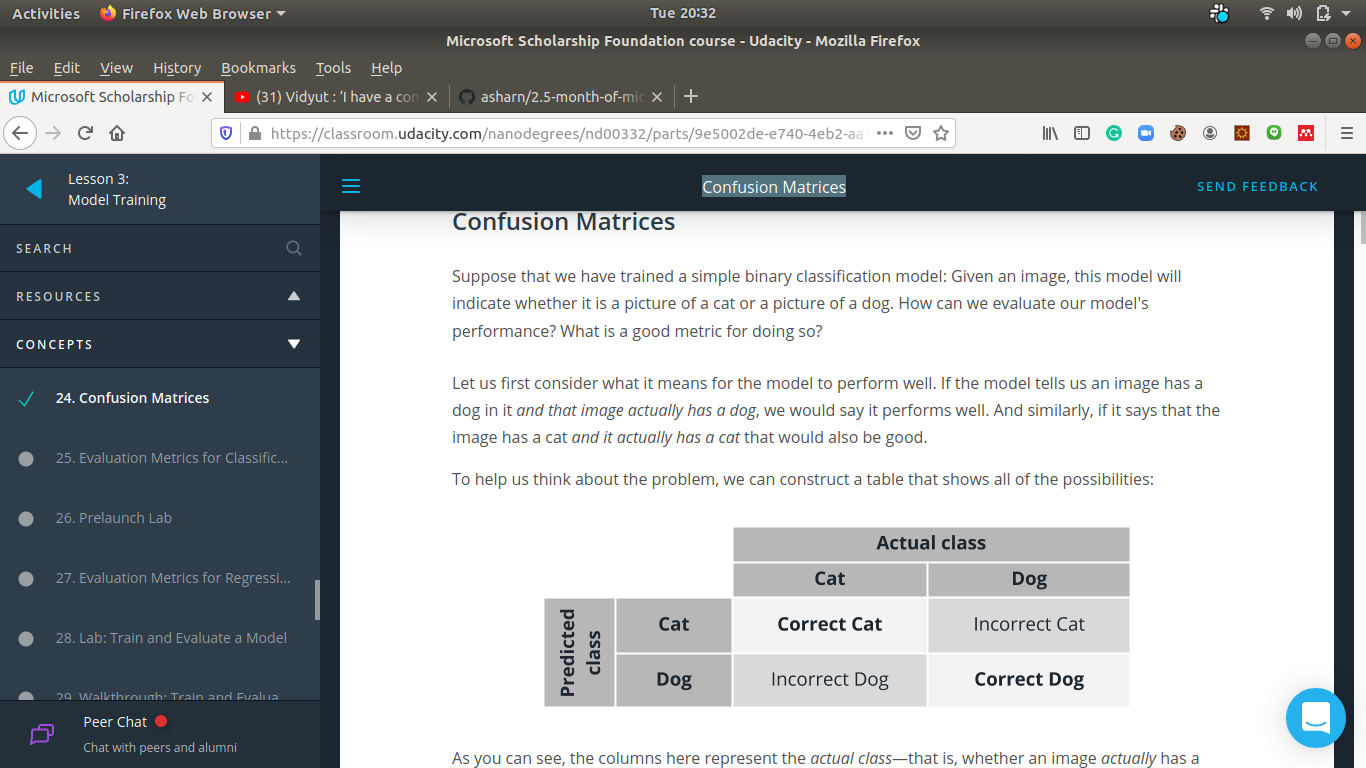 Activities Firefox Web Browser Tue 20:32
Microsoft Scholarship Foundation course - Udacity - Mozilla Firefox
File Edit View History Bookmarks Tools Help
Microsoft Scholarship Fo (31) Vidyut : 'I have a con asharn/2.5-month-of-mic
https://classroom.udacity.com/nanodegrees/nd00332/parts/9e5002de-e740-4eb2-aa
Lesson 3:
Model Training
SEARCH
RESOURCES
CONCEPTS
24. Confusion Matrices
25. Evaluation Metrics for Classific...
26. Prelaunch Lab
27. Evaluation Metrics for Regressi...
28. Lab: Train and Evaluate a Model
29. Walkthrough: Train and Evalua
Peer Chat
Chat with peers and alumni
Confusion Matrices
SEND FEEDBACK
Confusion Matrices
Suppose that we have trained a simple binary classification model: Given an image, this model will
indicate whether it is a picture of a cat or a picture of a dog. How can we evaluate our model's
performance? What is a good metric for doing so?
Let us first consider what it means for the model to perform well. If the model tells us an image has a
dog in it and that image actually has a dog, we would say it performs well. And similarly, if it says that the
image has a cat and it actually has a cat that would also be good.
To help us think about the problem, we can construct a table that shows all of the possibilities:
Actual class
Cat Dog
Predicted
class
Cat Correct Cat Incorrect Cat
Dog Incorrect Dog Correct Dog
As you can see, the columns here represent the actual class—that is, whether an image actually has a